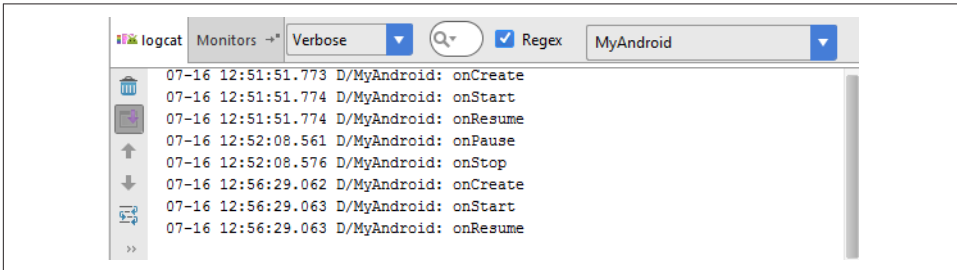 logcat Monitors Verbose Regex MyAndroid
07-16 12:51:51.773 D/MyAndroid: onCreate
07-16 12:51:51.774 D/MyAndroid: onStart
07-16 12:51:51.774 D/MyAndroid: onResume
07-16 12:52:08.561 D/MyAndroid: onPause
07-16 12:52:08.576 D/MyAndroid: onStop
07-16 12:56:29.062 D/MyAndroid: onCreate
07-16 12:56:29.063 D/MyAndroid: onStart
07-16 12:56:29.063 D/MyAndroid: onResume